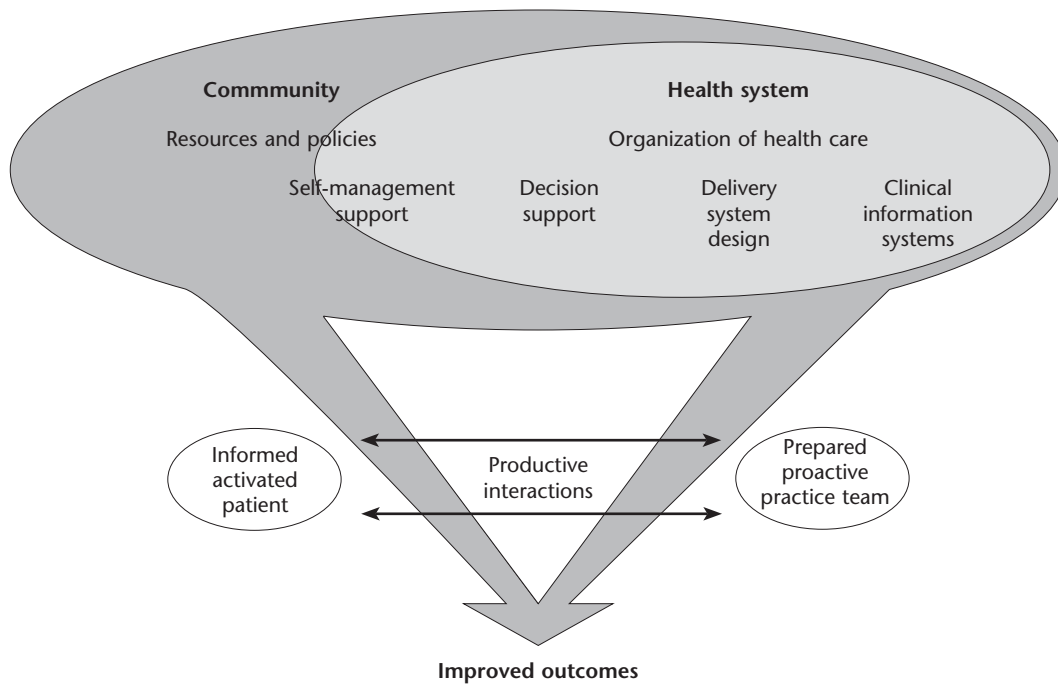 Commmunity
Health system
Resources and policies
Organization of health care
Self-management
support
Decision
support
Delivery
system
design
Clinical
information
systems
Informed
activated
patient
Productive
interactions
Prepared
proactive
practice team
Improved outcomes